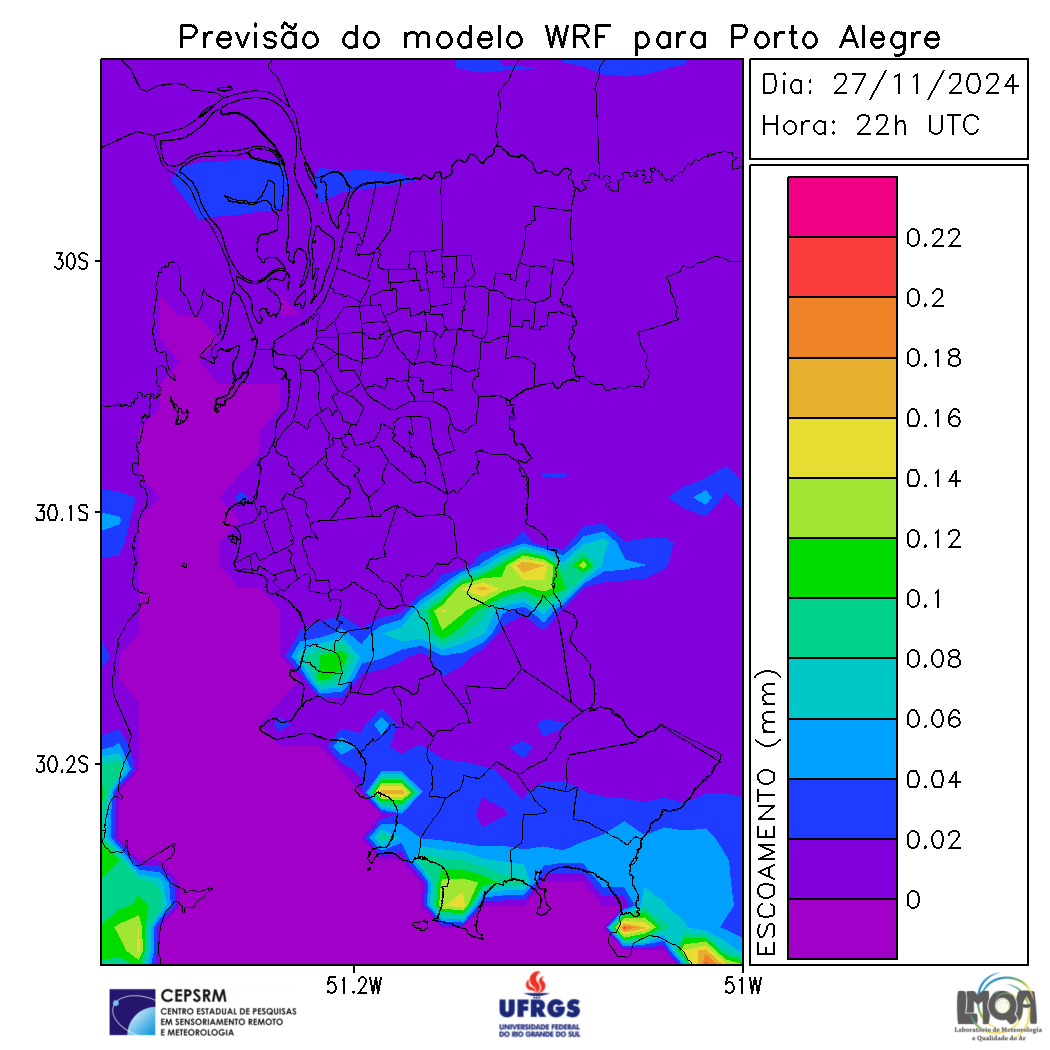 Previsão do modelo WRF para Porto Alegre
Dia: 27/11/2024
Hora: 22h UTC
0.22
0.2
0.18
0.16
0.14
0.12
0.1
0.08
0.06
0.04
0.02
0
ESCOAMENTO (mm)
30S
30.1S
30.2S
51.2W
51W
CEPSRM
CENTRO ESTADUAL DE PESQUISAS
EM SENSORIAMENTO REMOTO
E METEOROLOGIA
UFRGS
UNIVERSIDADE FEDERAL
DO RIO GRANDE DO SUL
LMQA
Laboratório de Meteorologia
e Qualidade do Ar